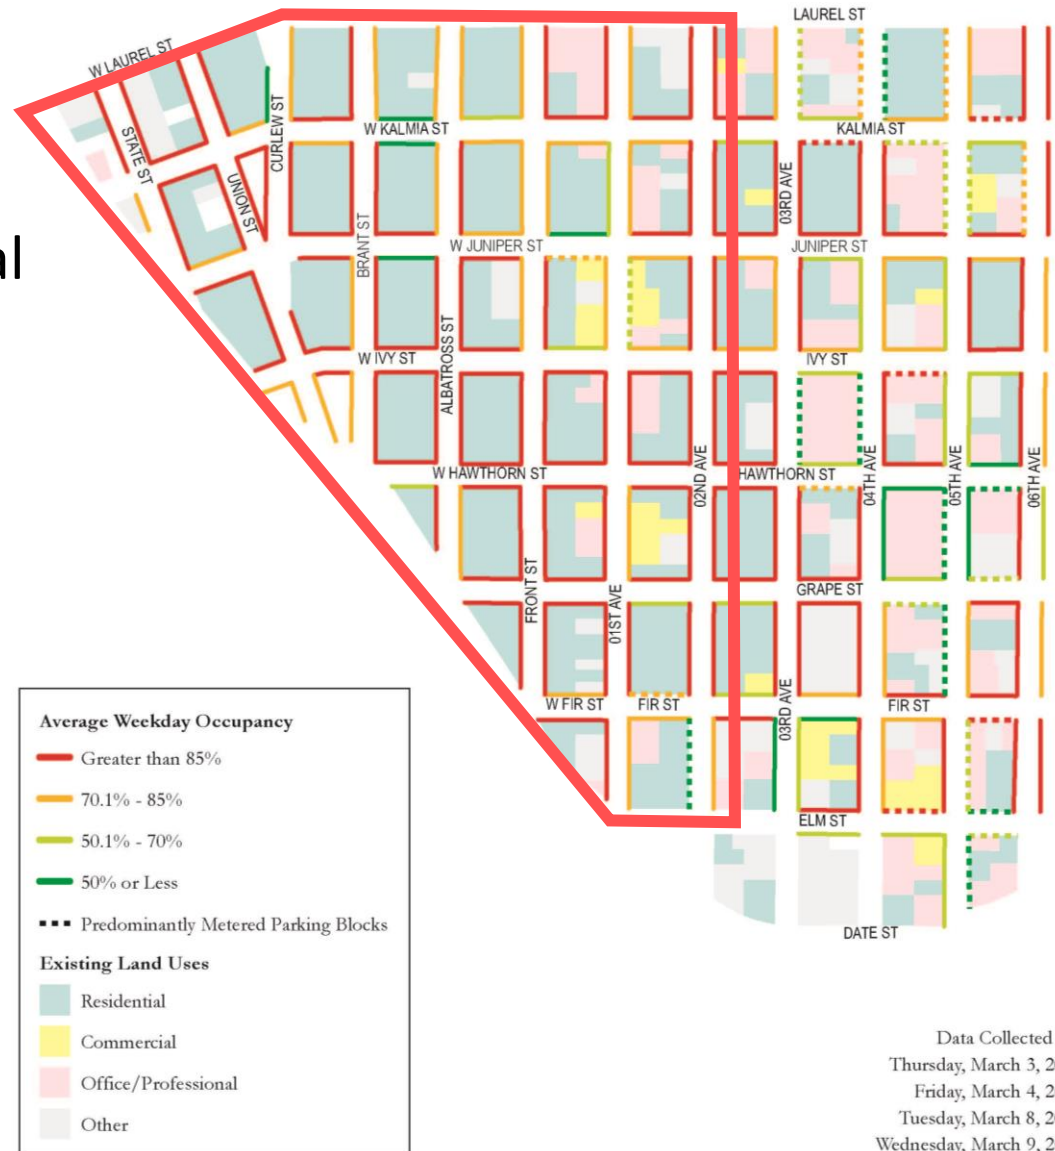 LAUREL ST
W LAUREL ST
W KALMIA ST
KALMIA ST
STATE ST
UNION ST
CURLEW ST
BRANT ST
03RD AVE
al
W JUNIPER ST
JUNIPER ST
ALBATROSS ST
W IVY ST
IVY ST
W HAWTHORN ST
HAWTHORN ST
02ND AVE
04TH AVE
05TH AVE
06TH AVE
FRONT ST
01ST AVE
GRAPE ST
W FIR ST
FIR ST
03RD AVE
FIR ST
ELM ST
DATE ST
Average Weekday Occupancy
Greater than 85%
70.1% - 85%
50.1% - 70%
50% or Less
Predominantly Metered Parking Blocks
Existing Land Uses
Residential
Commercial
Office/Professional
Other
Data Collected
Thursday, March 3, 2
Friday, March 4, 2
Tuesday, March 8, 2
Wednesday, March 9, 2